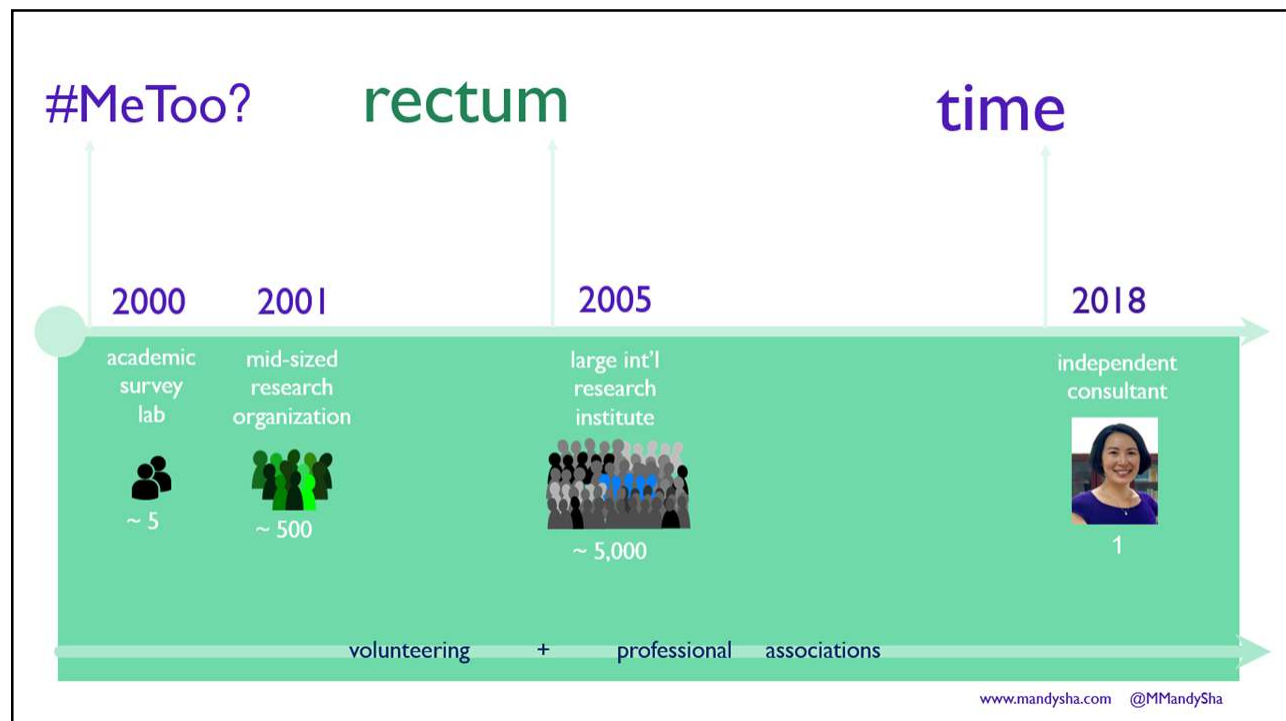 #MeToo?
rectum
time
2000
2001
2005
2018
academic
survey
lab
~ 5
mid-sized
research
organization
~ 500
large int'l
research
institute
~ 5,000
independent
consultant
1
volunteering + professional associations
www.mandysha.com @MMandySha